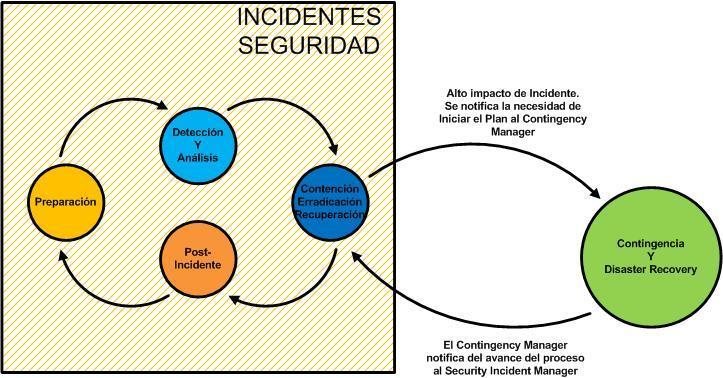 INCIDENTES
SEGURIDAD
Alto impacto de Incidente.
Se notifica la necesidad de
Iniciar el Plan al Contingency
Manager
Detección
Y
Análisis
Preparación
Contención
Erradicación
Recuperación
Post-
Incidente
Contingencia
Y
Disaster Recovery
El Contingency Manager
notifica del avance del proceso
al Security Incident Manager